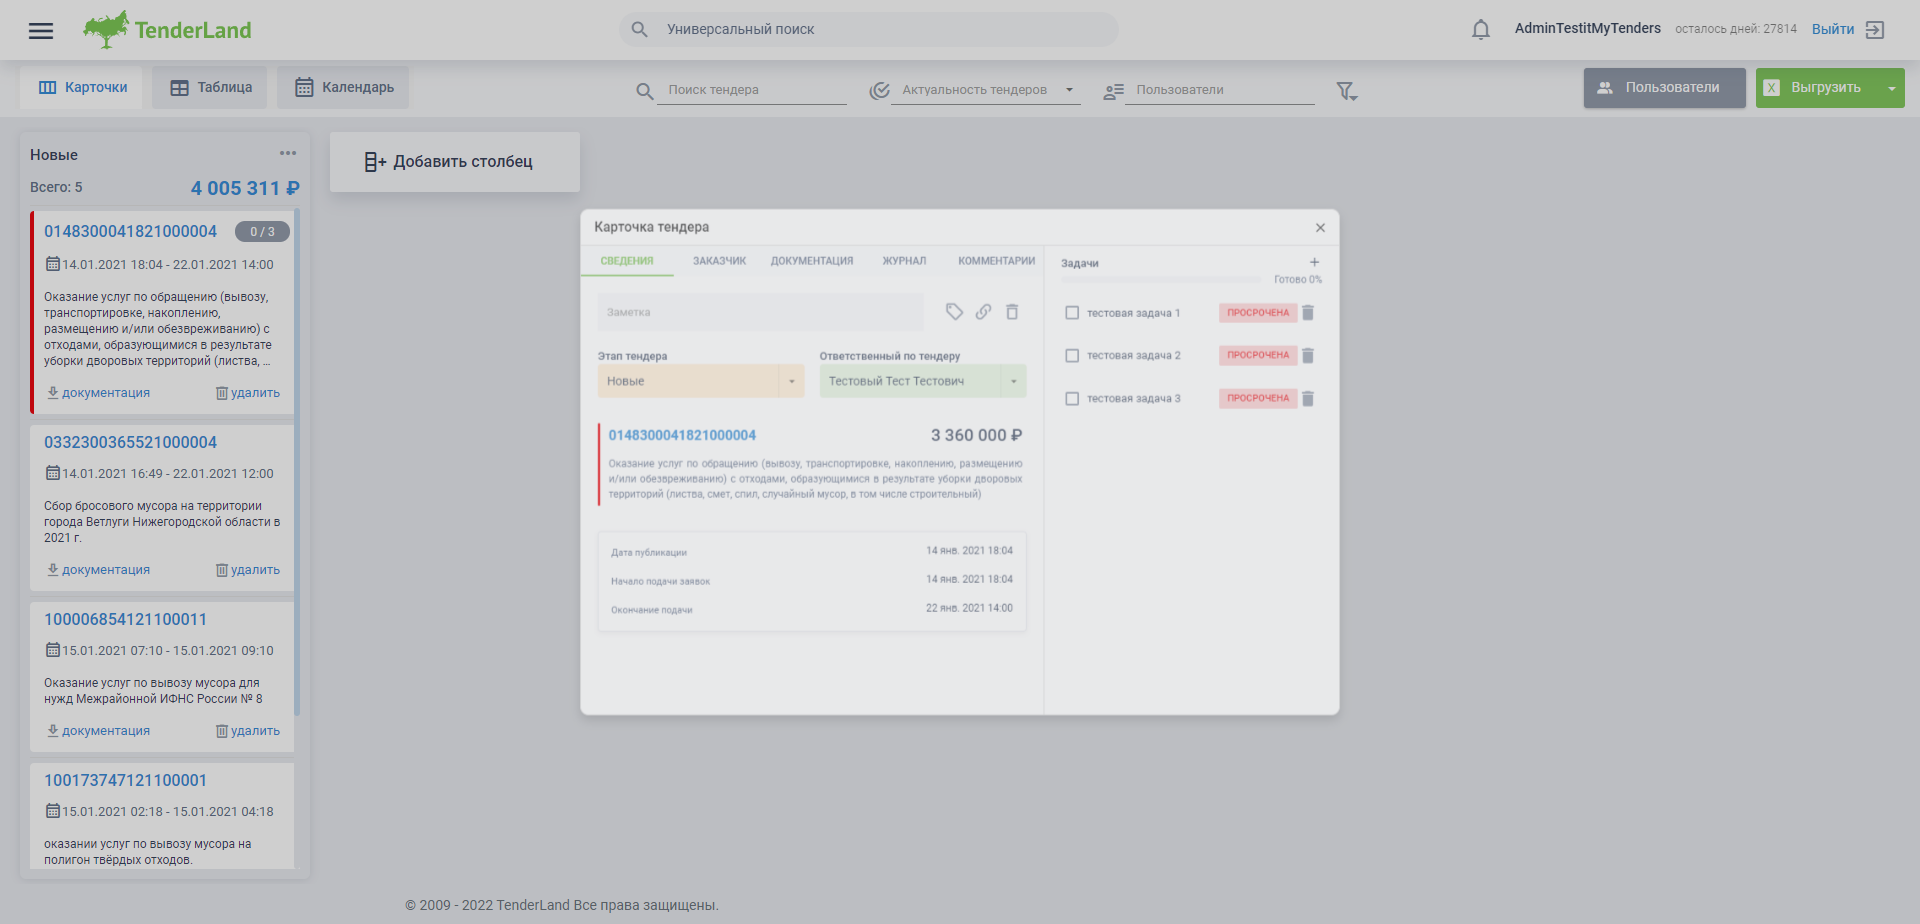 TenderLand
Универсальный поиск
AdminTestitMyTenders
осталось дней: 27814
Выйти
Карточки
Таблица
Календарь
Поиск тендера
Актуальность тендеров
Пользователи
Пользователи
X Выгрузить
Новые
Всего: 5
4 005 311 ₽
0148300041821000004
0 / 3
14.01.2021 18:04 - 22.01.2021 14:00
Оказание услуг по обращению (вывозу,
транспортировке, накоплению,
размещению и/или обезвреживанию) с
отходами, образующимися в результате
уборки дворовых территорий (листва, ...
документация
удалить
0332300365521000004
14.01.2021 16:49 - 22.01.2021 12:00
Сбор бросового мусора на территории
города Ветлуги Нижегородской области в
2021 г.
документация
удалить
100006854121100011
15.01.2021 07:10 - 15.01.2021 09:10
Оказание услуг по вывозу мусора для
нужд Межрайонной ИФНС России № 8
документация
удалить
100173747121100001
15.01.2021 02:18 - 15.01.2021 04:18
оказании услуг по вывозу мусора на
полигон твёрдых отходов.
Добавить столбец
Карточка тендера
СВЕДЕНИЯ
ЗАКАЗЧИК
ДОКУМЕНТАЦИЯ
ЖУРНАЛ
КОММЕНТАРИИ
Заметка
Этап тендера
Новые
Ответственный по тендеру
Тестовый Тест Тестович
0148300041821000004
3 360 000 ₽
Оказание услуг по обращению (вывозу, транспортировке, накоплению, размещению
и/или обезвреживанию) с отходами, образующимися в результате уборки дворовых
территорий (листва, смет, спил, случайный мусор, в том числе строительный)
Дата публикации
14 янв. 2021 18:04
Начало подачи заявок
14 янв. 2021 18:04
Окончание подачи
22 янв. 2021 14:00
Задачи
Готово 0%
тестовая задача 1
ПРОСРОЧЕНА
тестовая задача 2
ПРОСРОЧЕНА
тестовая задача 3
ПРОСРОЧЕНА
© 2009 - 2022 TenderLand Все права защищены.